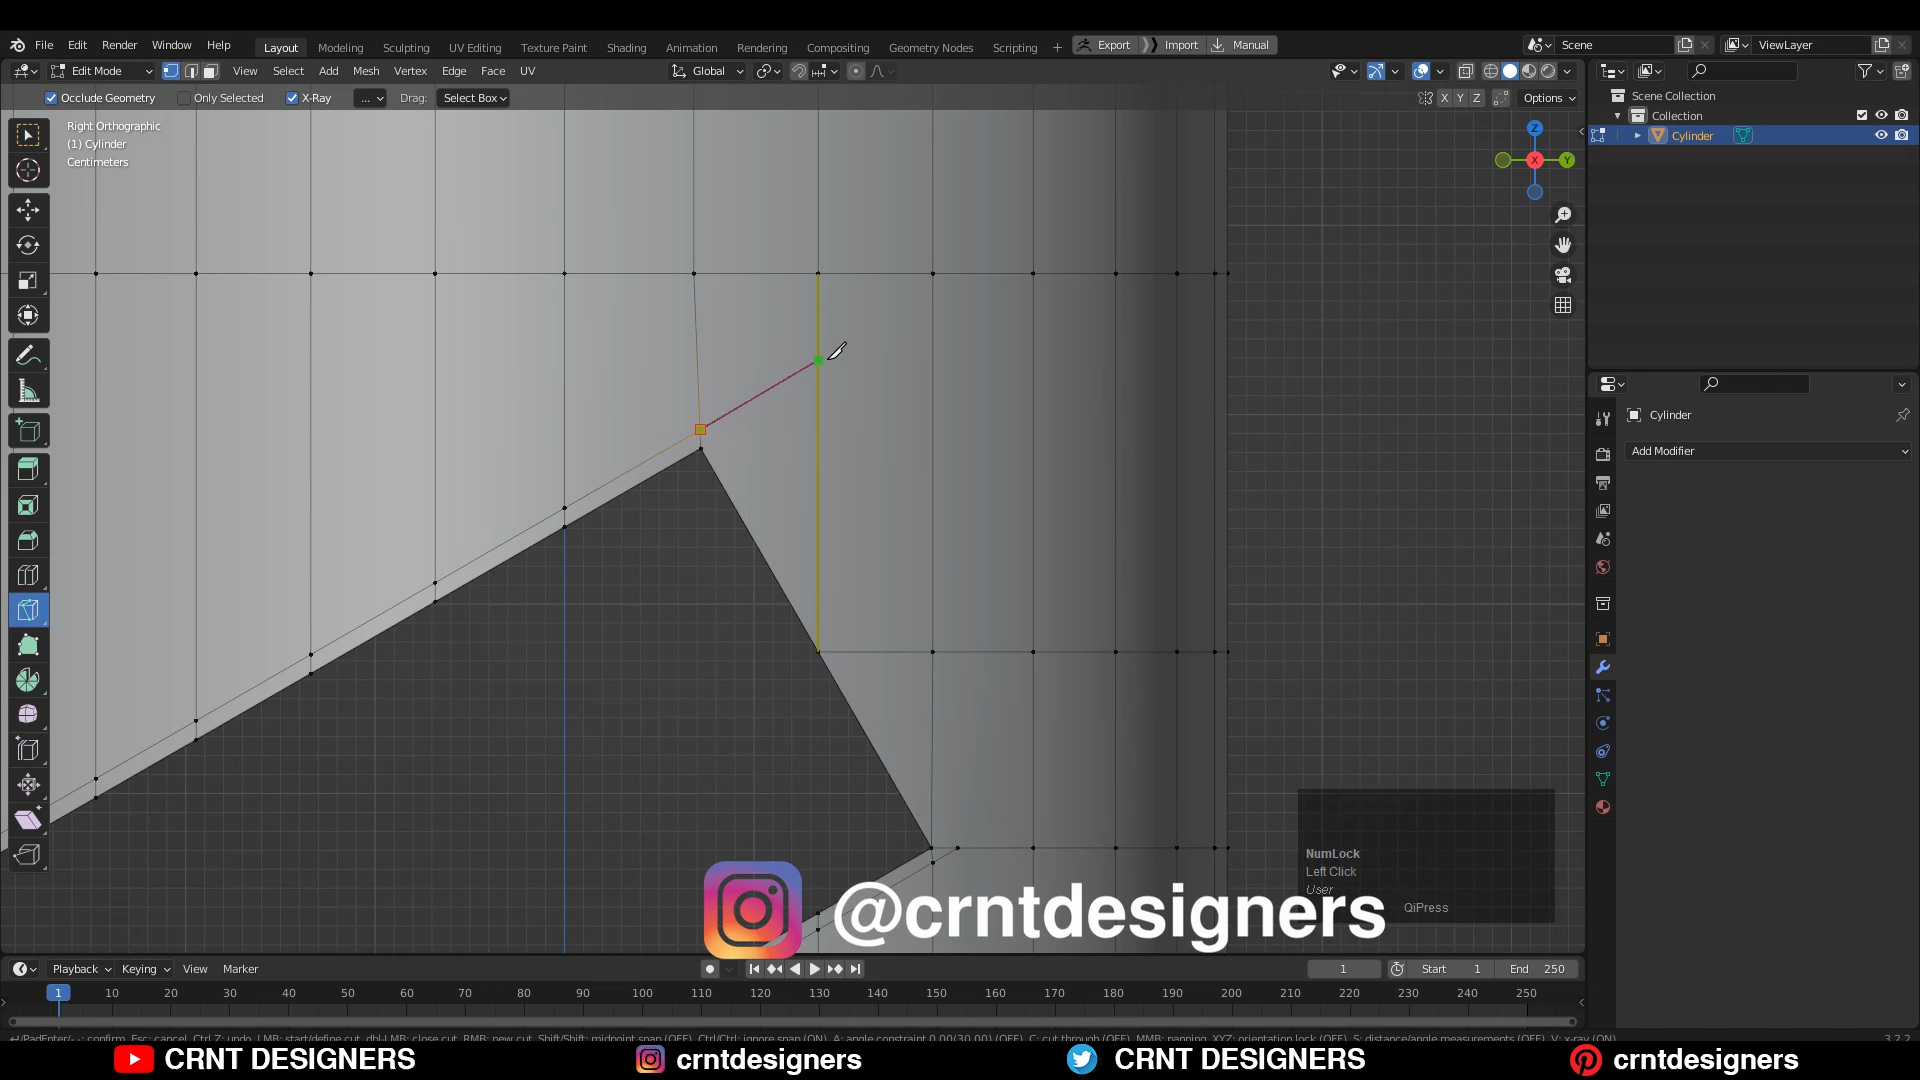 File Edit Render Window Help Layout Modeling Sculpting UV Editing Texture Paint Shading Animation Rendering Compositing Geometry Nodes Scripting + Export Import Manual Scene ViewLayer
Edit Mode View Select Add Mesh Vertex Edge Face UV Global
Occlude Geometry Only Selected X-Ray ... Drag: Select Box X Y Z Options
Scene Collection
Collection
Cylinder
Right Orthographic
(1) Cylinder
Centimeters
Z
X
Y
Cylinder
Add Modifier
NumLock
Left Click
User
QiPress
@crntdesigners
Playback Keying View Marker 1 Start 1 End 250
1 10 20 30 40 50 60 70 80 90 100 110 120 130 140 150 160 170 180 190 200 210 220 230 240 250
CRNT DESIGNERS crntdesigners CRNT DESIGNERS crntdesigners